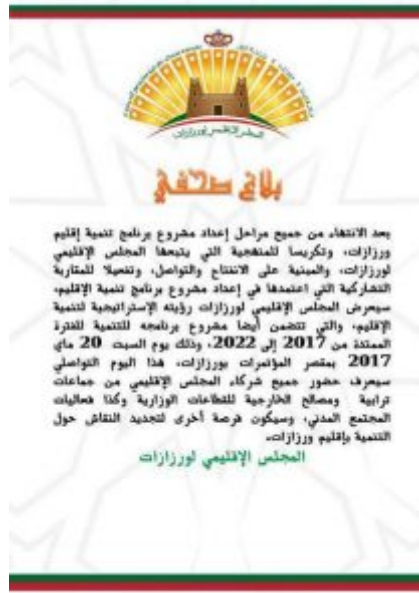 المجلس الإقليمي لورزازات
بلاغ صحفي
بعد الانتهاء من جميع مراحل إعداد مشروع برنامج تنمية إقليم
ورزازات، وتكريسا للمنهجية التي يتبعها المجلس الإقليمي
لورزازات، والمبنية على الانفتاح والتواصل، وتفعيلا للمقاربة
التشاركية التي اعتمدها في إعداد مشروع برنامج تنمية الإقليم،
سيعرض المجلس الإقليمي لورزازات رؤيته الإستراتيجية لتنمية
الإقليم، والتي تتضمن أيضا مشروع برنامجه للتنمية للفترة
الممتدة من 2017 إلى 2022، وذلك يوم السبت 20 ماي
2017 بمقصر المؤتمرات بورزازات، هذا اليوم التواصلي
سيعرف حضور جميع شركاء المجلس الإقليمي من جماعات
ترابية ومصالح الخارجية للقطاعات الوزارية وكذا فعاليات
المجتمع المدني، وسيكون فرصة أخرى لتجديد النقاش حول
التنمية بإقليم ورزازات.
المجلس الإقليمي لورزازات